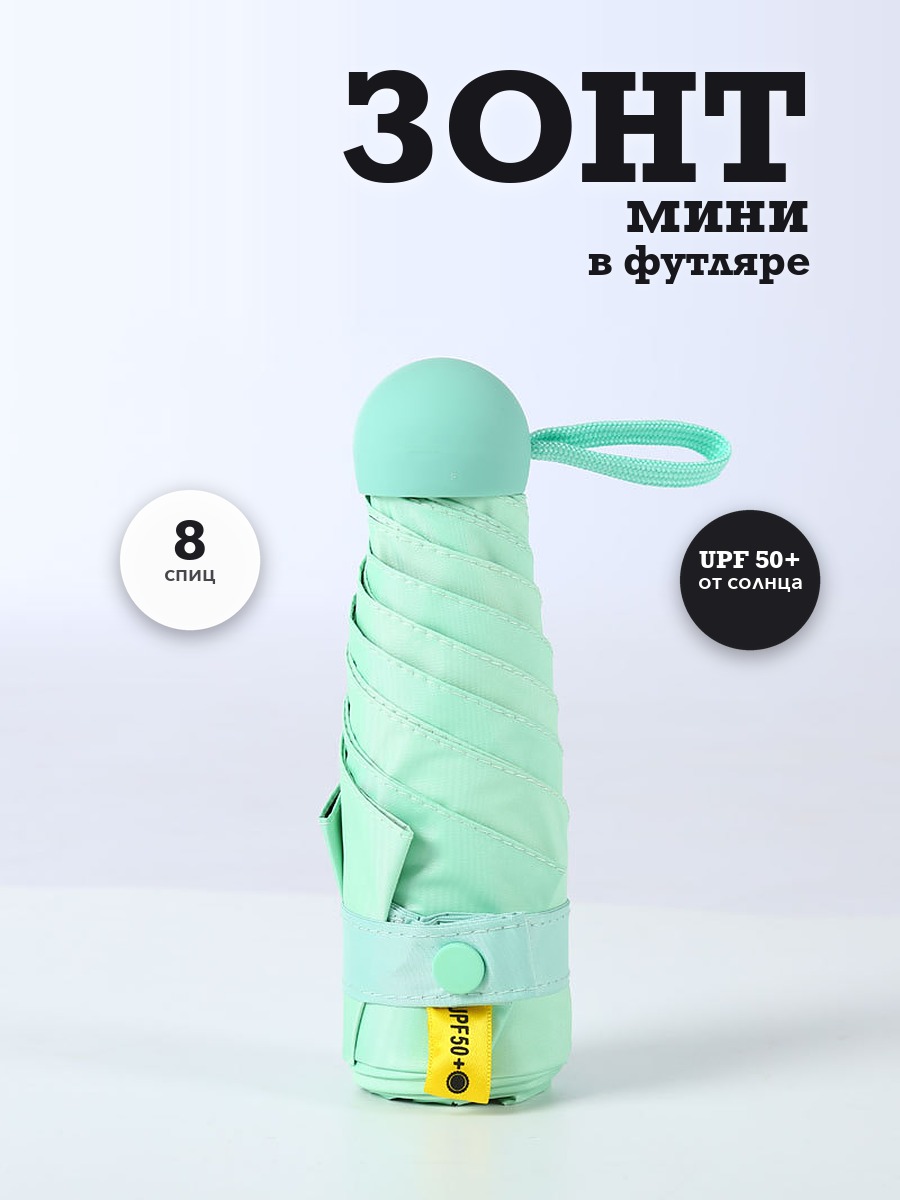 ЗОНТ
мини
в футляре
8
спиц
UPF 50+
от солнца
UPF50+